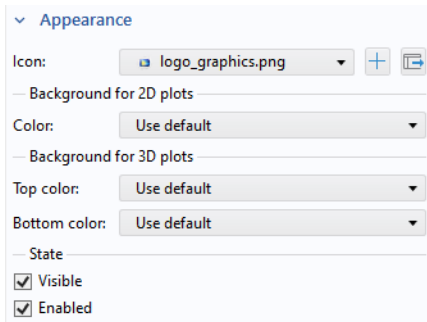 Appearance
Icon: logo_graphics.png
Background for 2D plots
Color: Use default
Background for 3D plots
Top color: Use default
Bottom color: Use default
State
Visible
Enabled